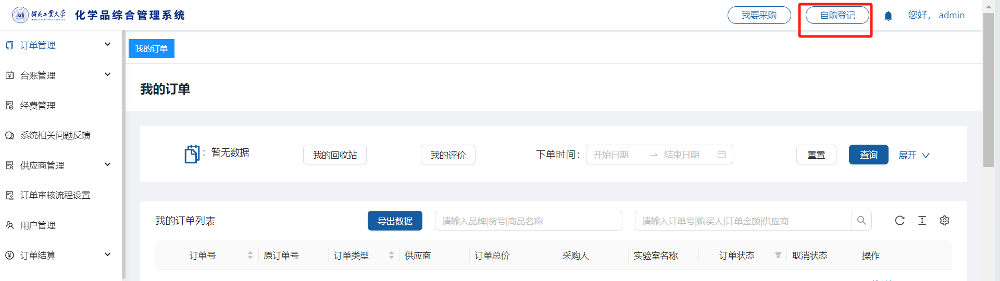 河北工业大学 化学品综合管理系统 我要采购 自购登记 您好， admin
订单管理
台账管理
经费管理
系统相关问题反馈
供应商管理
订单审核流程设置
用户管理
订单结算
我的订单
我的订单
： 暂无数据 我的回收站 我的评价 下单时间： 开始日期 → 结束日期 重置 查询 展开
我的订单列表 导出数据 请输入品牌|货号|商品名称 请输入订单号|购买人|订单金额|供应商
订单号 原订单号 订单类型 供应商 订单总价 采购人 实验室名称 订单状态 取消状态 操作